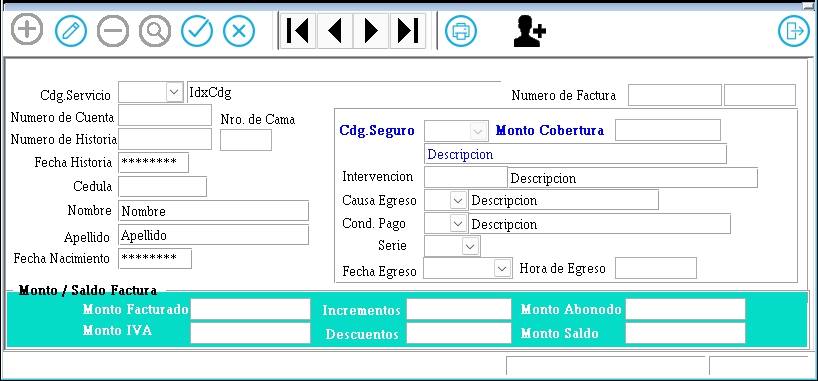 Cdg.Servicio IdxCdg Numero de Factura
Numero de Cuenta Nro. de Cama
Numero de Historia
Cdg.Seguro Monto Cobertura
Descripcion
Fecha Historia ********
Intervencion Descripcion
Cedula
Causa Egreso Descripcion
Nombre Nombre
Cond. Pago Descripcion
Apellido Apellido
Serie
Fecha Nacimiento ********
Fecha Egreso Hora de Egreso
Monto / Saldo Factura
Monto Facturado Incrementos Monto Abonodo
Monto IVA Descuentos Monto Saldo